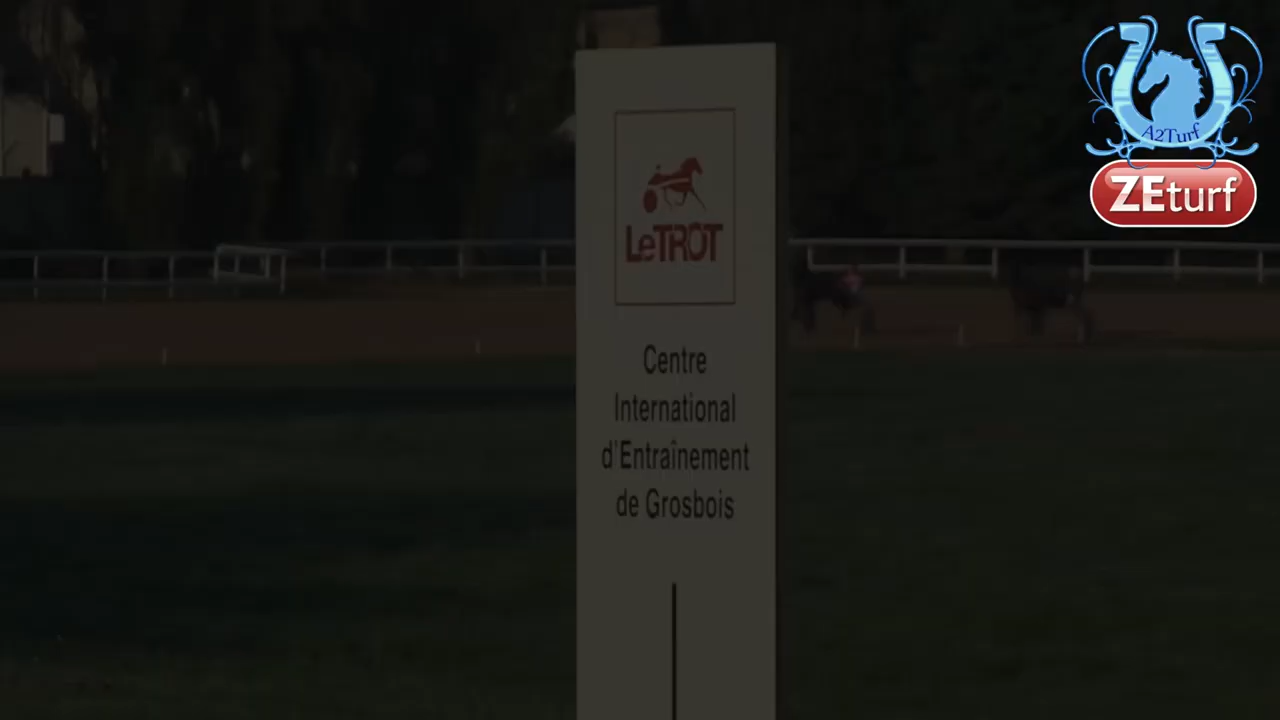 A2Turf
ZEturf
LeTROT
Centre
International
d'Entraînement
de Grosbois